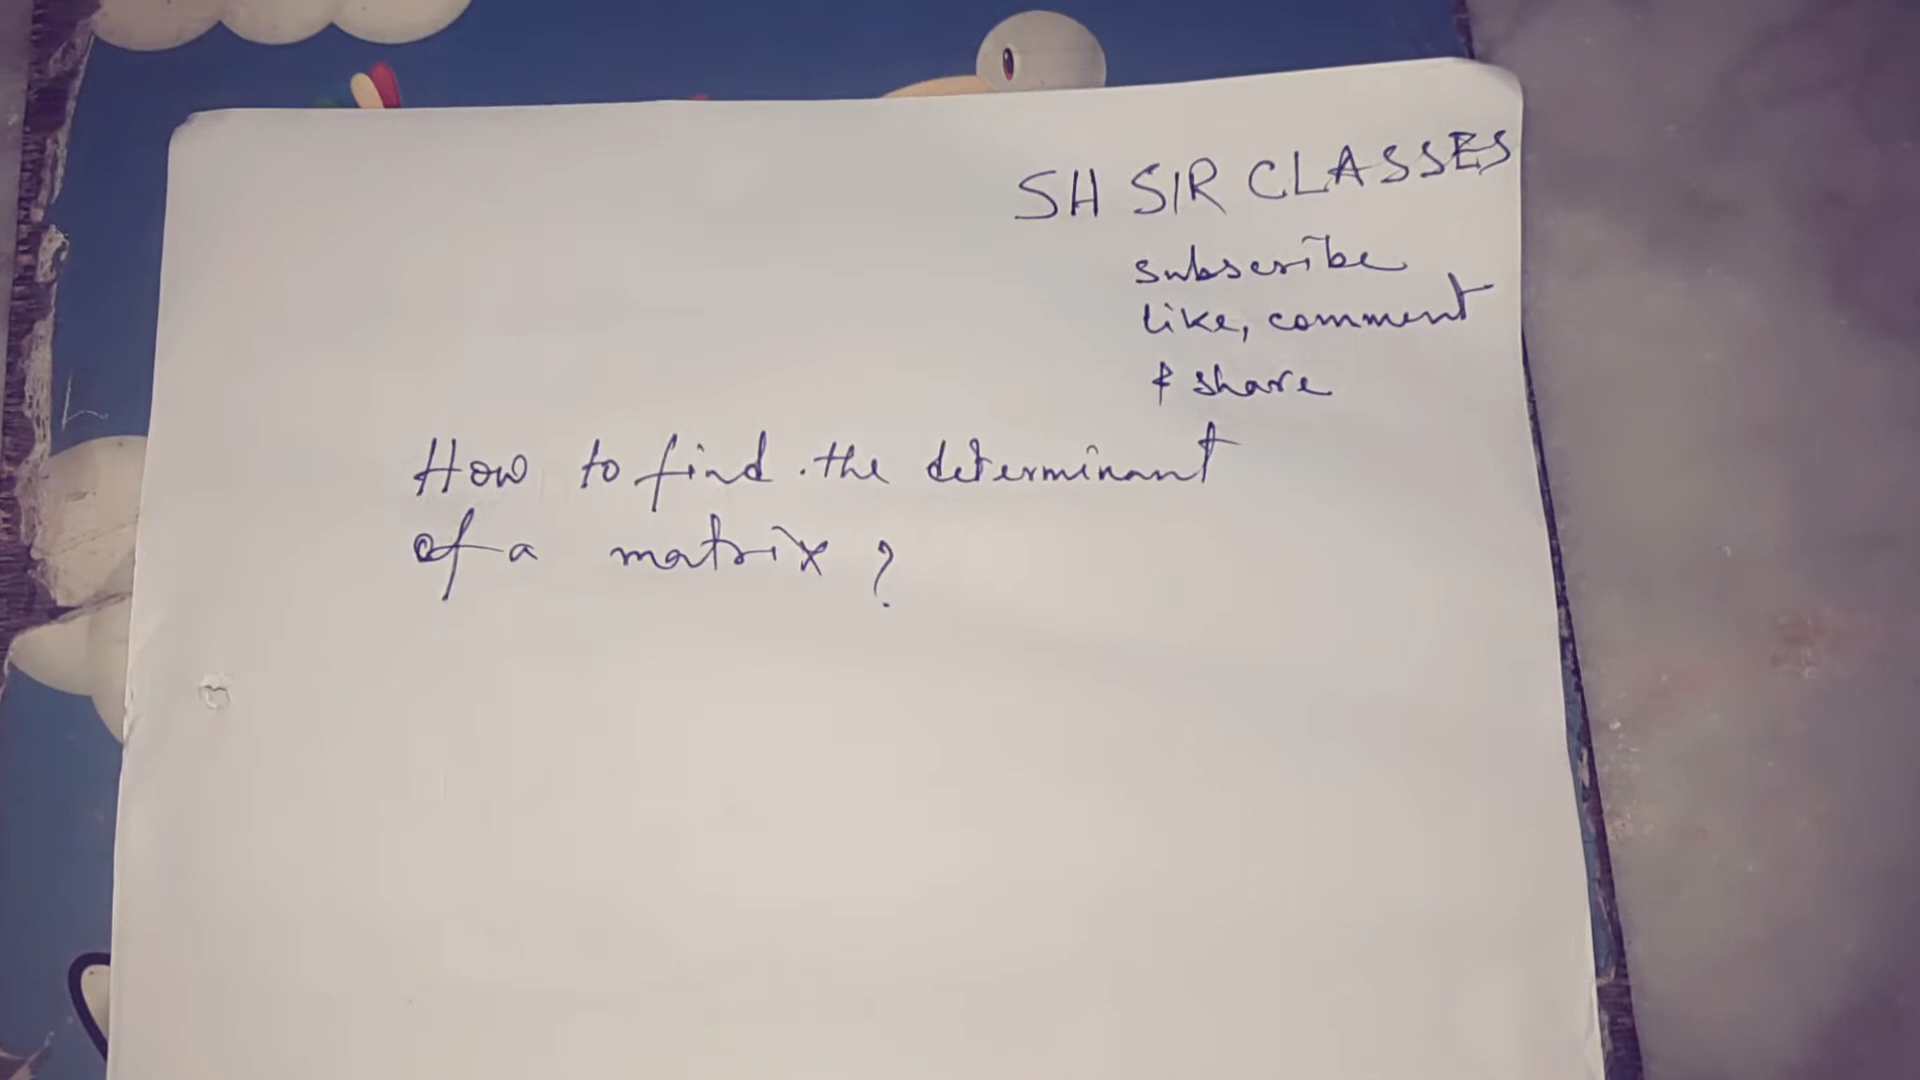 SH SIR CLASSES
subscribe
like, comment
& share
How to find the determinant
of a matrix ?